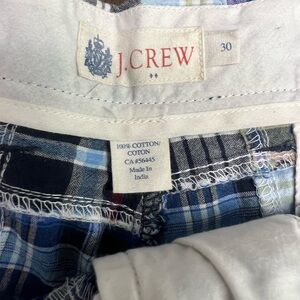 J.CREW
30
100% COTTON/
COTON
CA #56445
Made In
India